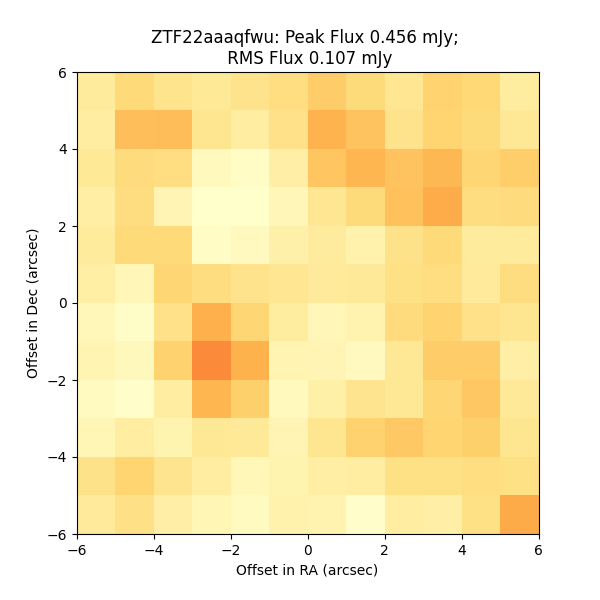 ZTF22aaaqfwu: Peak Flux 0.456 mJy;
RMS Flux 0.107 mJy
6
4
2
0
−2
−4
−6
Offset in Dec (arcsec)
−6 −4 −2 0 2 4 6
Offset in RA (arcsec)